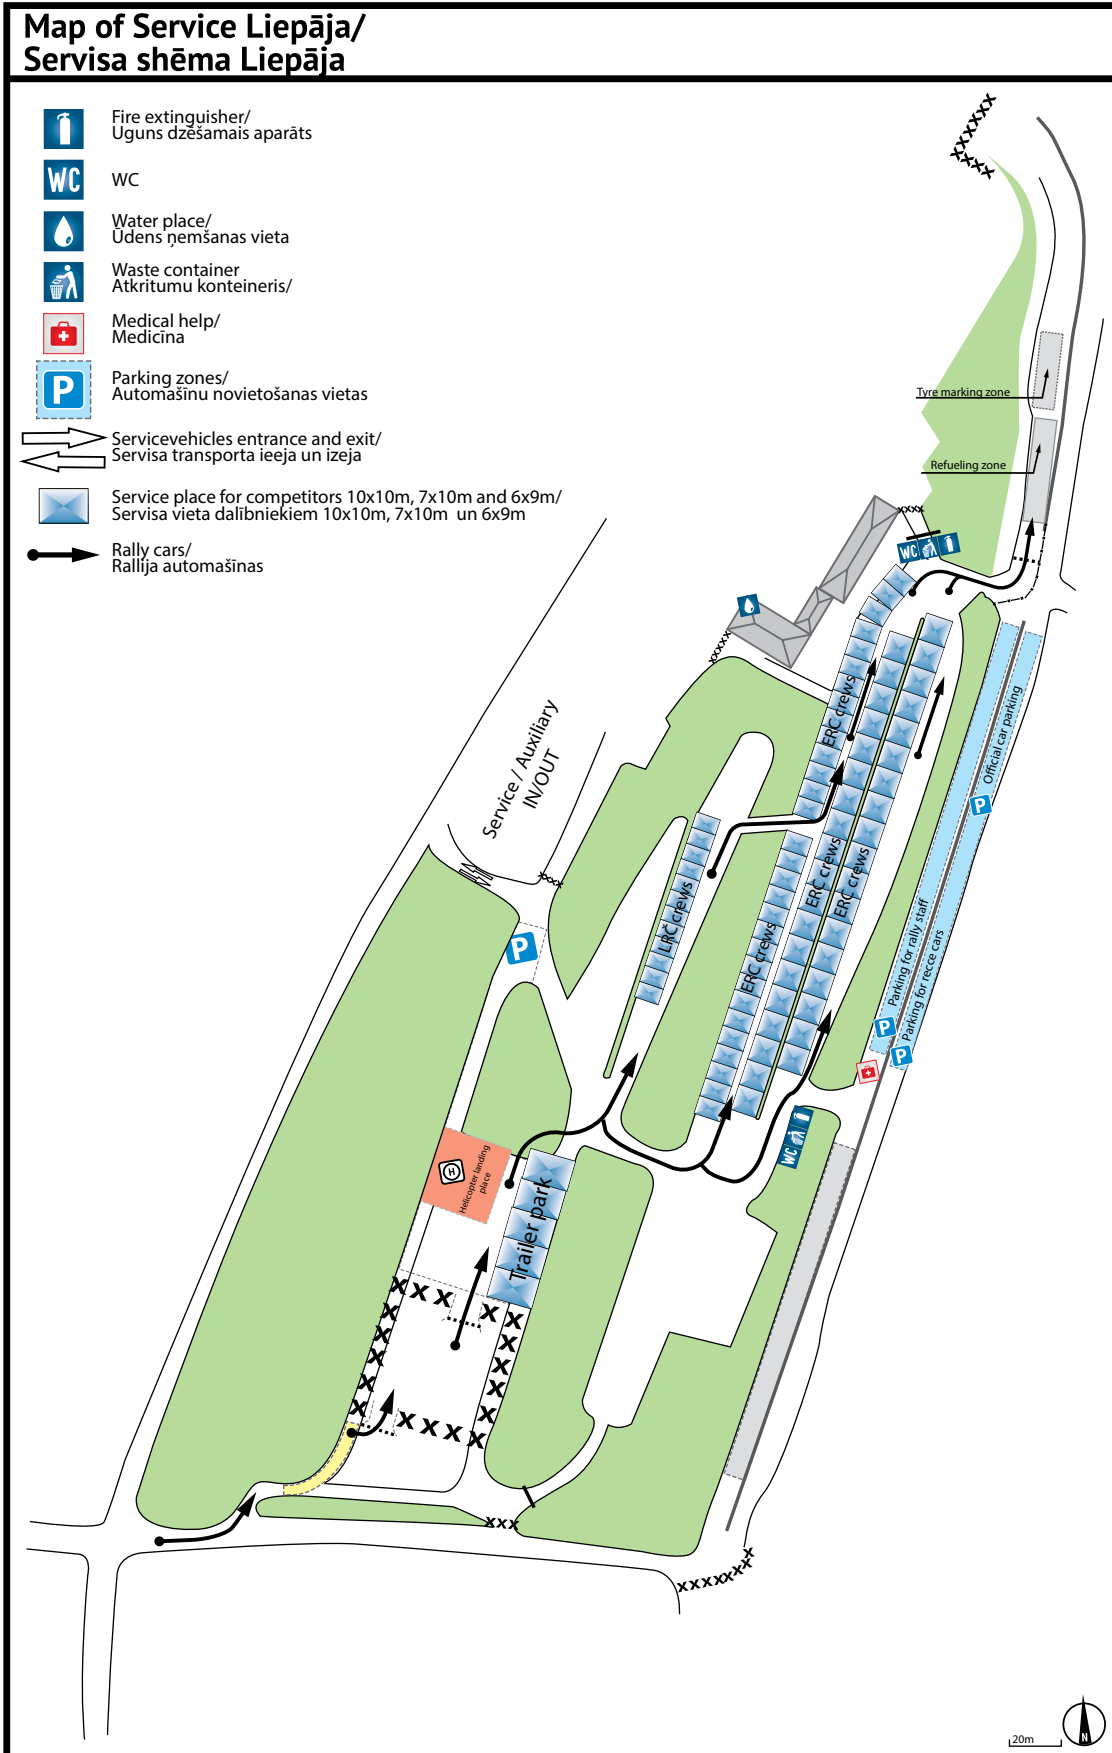 Map of Service Liepāja/
Servisa shēma Liepāja
Fire extinguisher/
Uguns dzēšamais aparāts
WC
WC
Water place/
Ūdens ņemšanas vieta
Waste container
Atkritumu konteineris/
Medical help/
Medicīna
P
Parking zones/
Automašīnu novietošanas vietas
Servicevehicles entrance and exit/
Servisa transporta ieeja un izeja
Service place for competitors 10x10m, 7x10m and 6x9m/
Servisa vieta dalībniekiem 10x10m, 7x10m un 6x9m
Rally cars/
Rallija automašīnas
Tyre marking zone
Refueling zone
WC
ERC crews
Official car parking
P
Service / Auxiliary
IN/OUT
LRČ crews
ERC crews
ERC crews
ERC crews
P
Parking for rally staff
Parking for recce cars
P
P
WC
H
Helicopter landing
place
Trailer park
20m
N